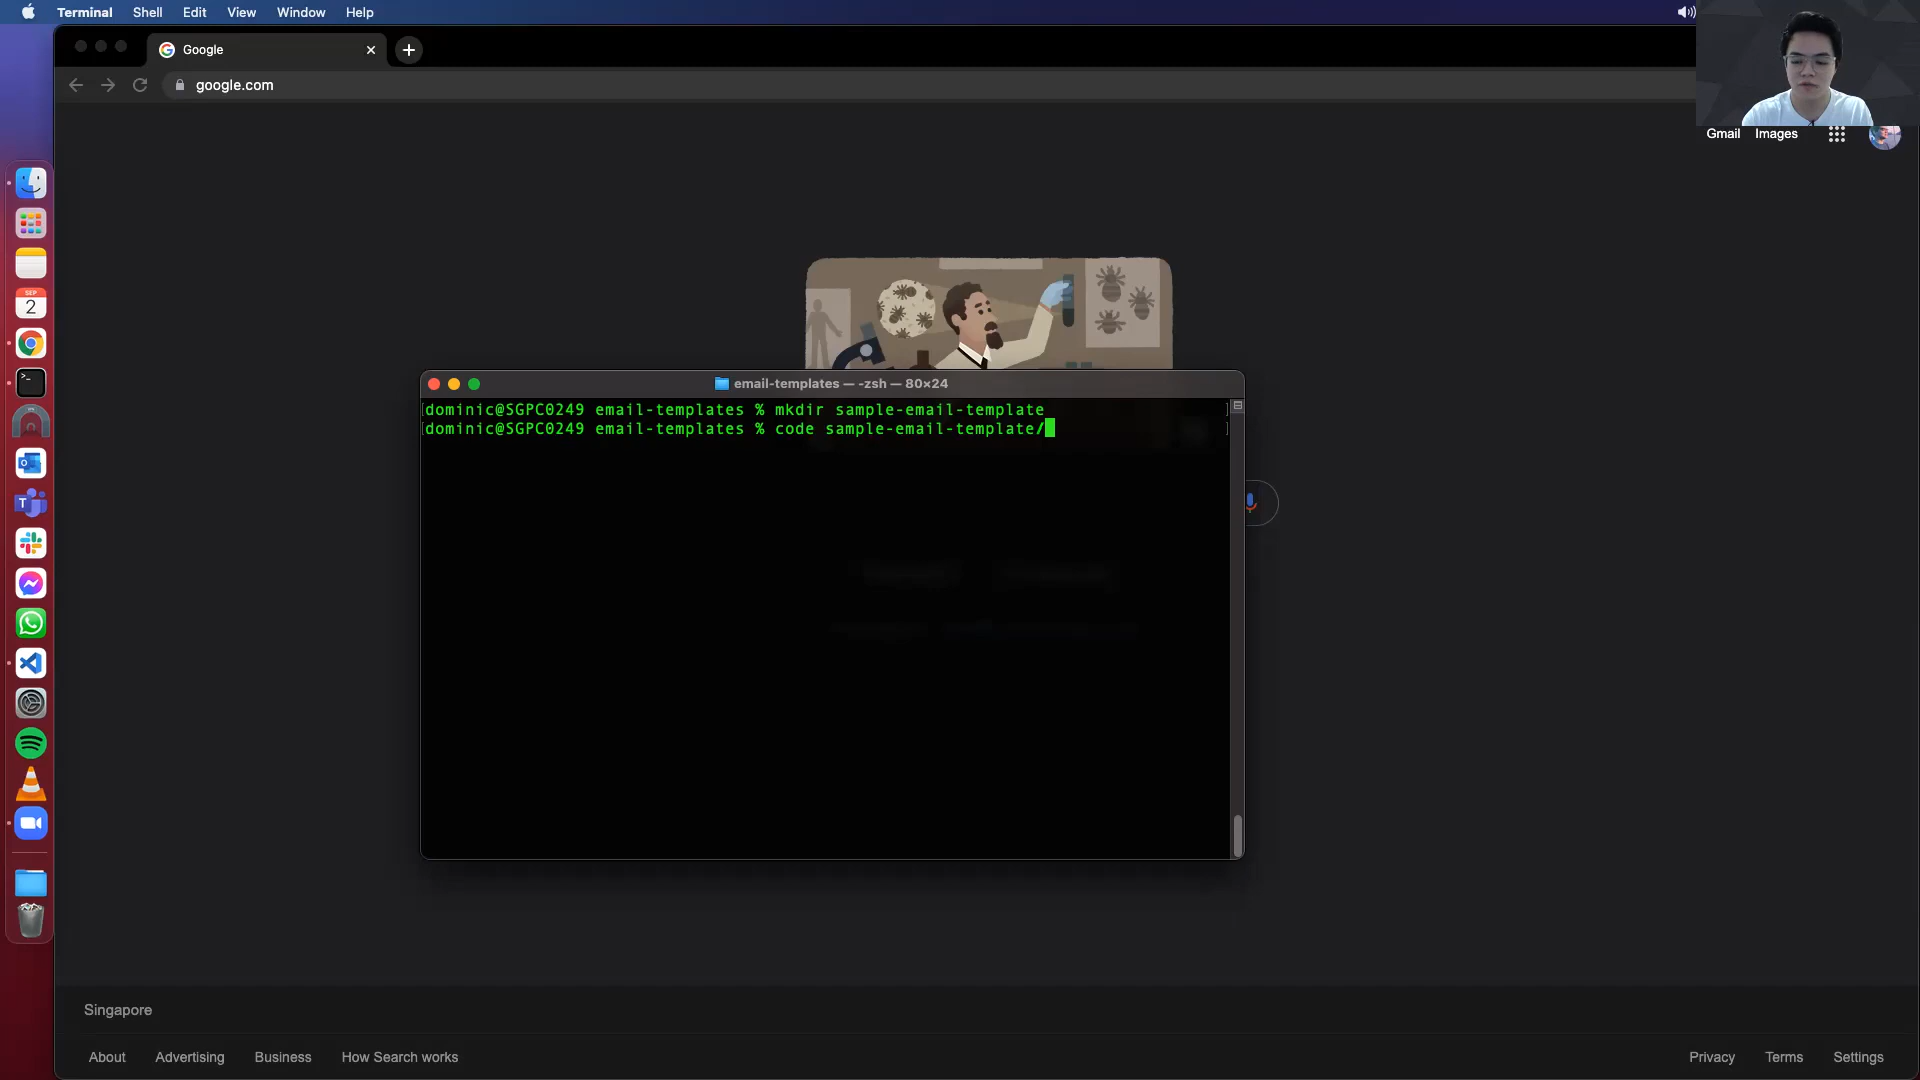 Terminal Shell Edit View Window Help
Google
google.com
Gmail Images
SEP
2
email-templates — -zsh — 80×24
dominic@SGPC0249 email-templates % mkdir sample-email-template
dominic@SGPC0249 email-templates % code sample-email-template/
Singapore
About Advertising Business How Search works
Privacy Terms Settings